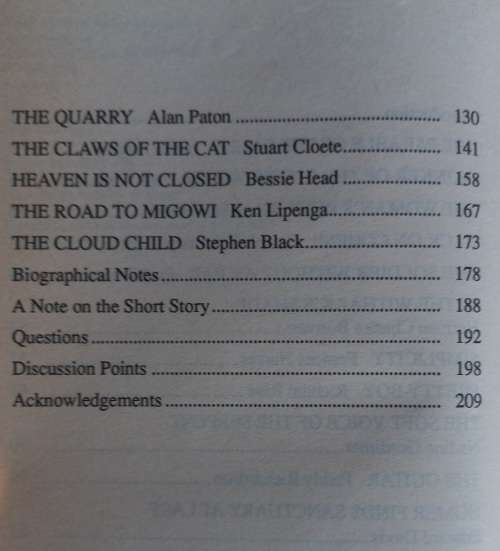 THE QUARRY Alan Paton ............................................. 130
THE CLAWS OF THE CAT Stuart Cloete..................... 141
HEAVEN IS NOT CLOSED Bessie Head ..................... 158
THE ROAD TO MIGOWI Ken Lipenga........................ 167
THE CLOUD CHILD Stephen Black............................. 173
Biographical Notes............................................................ 178
A Note on the Short Story................................................. 188
Questions........................................................................... 192
Discussion Points .............................................................. 198
Acknowledgements ........................................................... 209